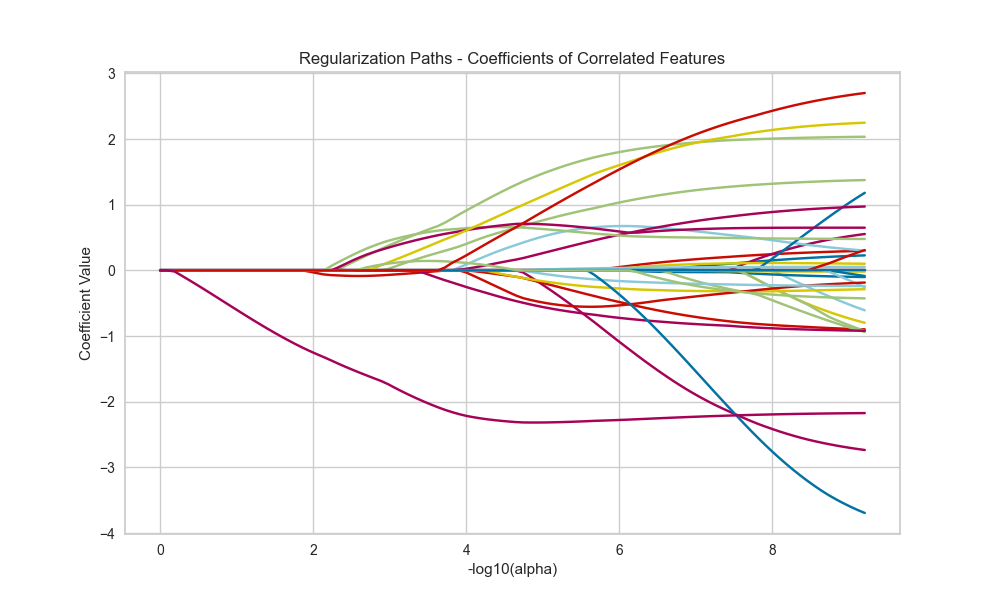 Regularization Paths - Coefficients of Correlated Features
3
2
1
0
−1
−2
−3
−4
Coefficient Value
0 2 4 6 8
-log10(alpha)